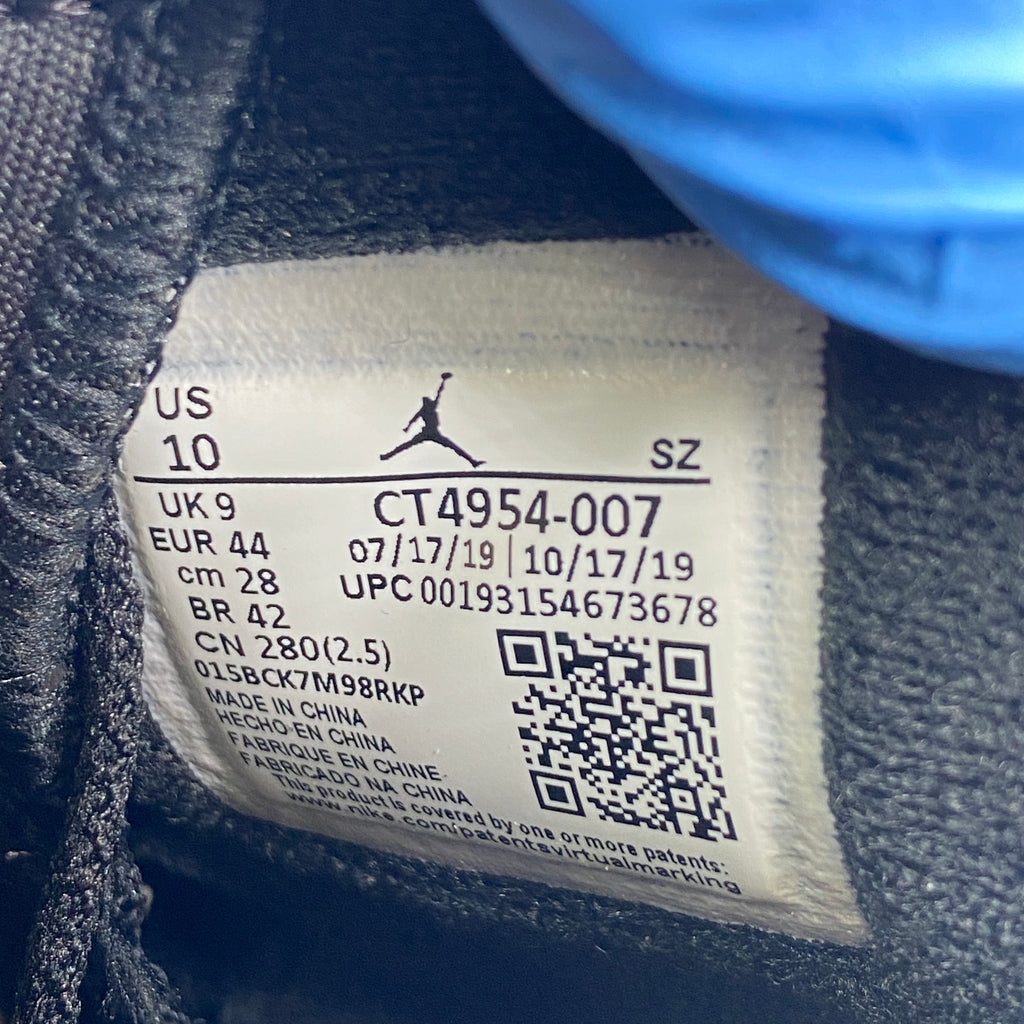 US
10
SZ
UK 9
CT4954-007
EUR 44
07/17/19 | 10/17/19
cm 28
UPC 00193154673678
BR 42
CN 280(2.5)
015BCK7M98RKP
MADE IN CHINA
HECHO EN CHINA
FABRIQUE EN CHINE
FABRICADO NA CHINA
This product is covered by one or more patents:
www.nike.com/patentsvirtualmarking